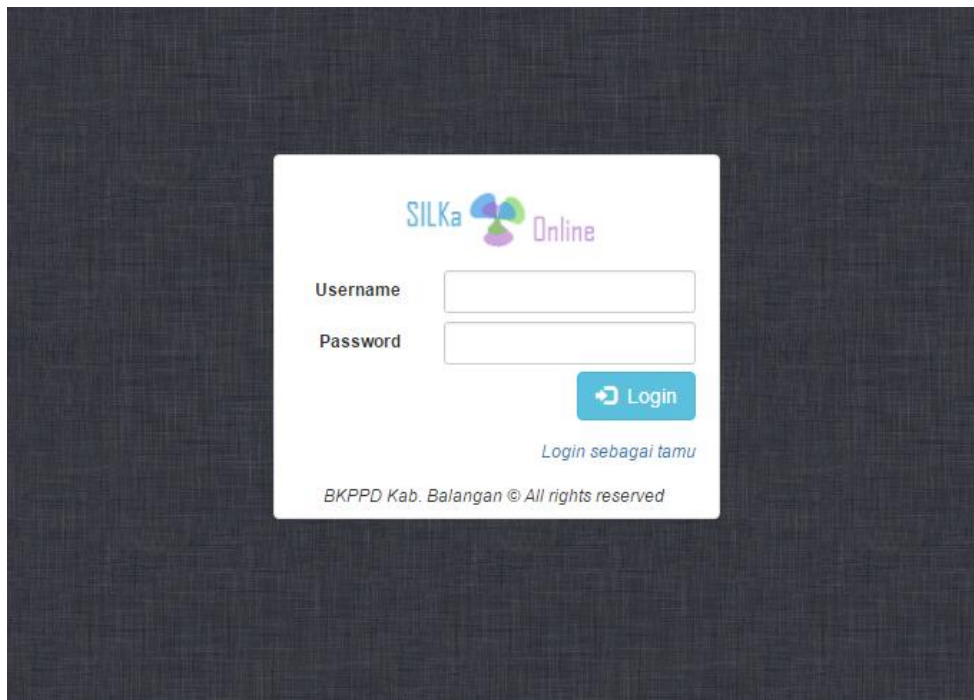 SILKa Online
Username
Password
Login
Login sebagai tamu
BKPPD Kab. Balangan © All rights reserved